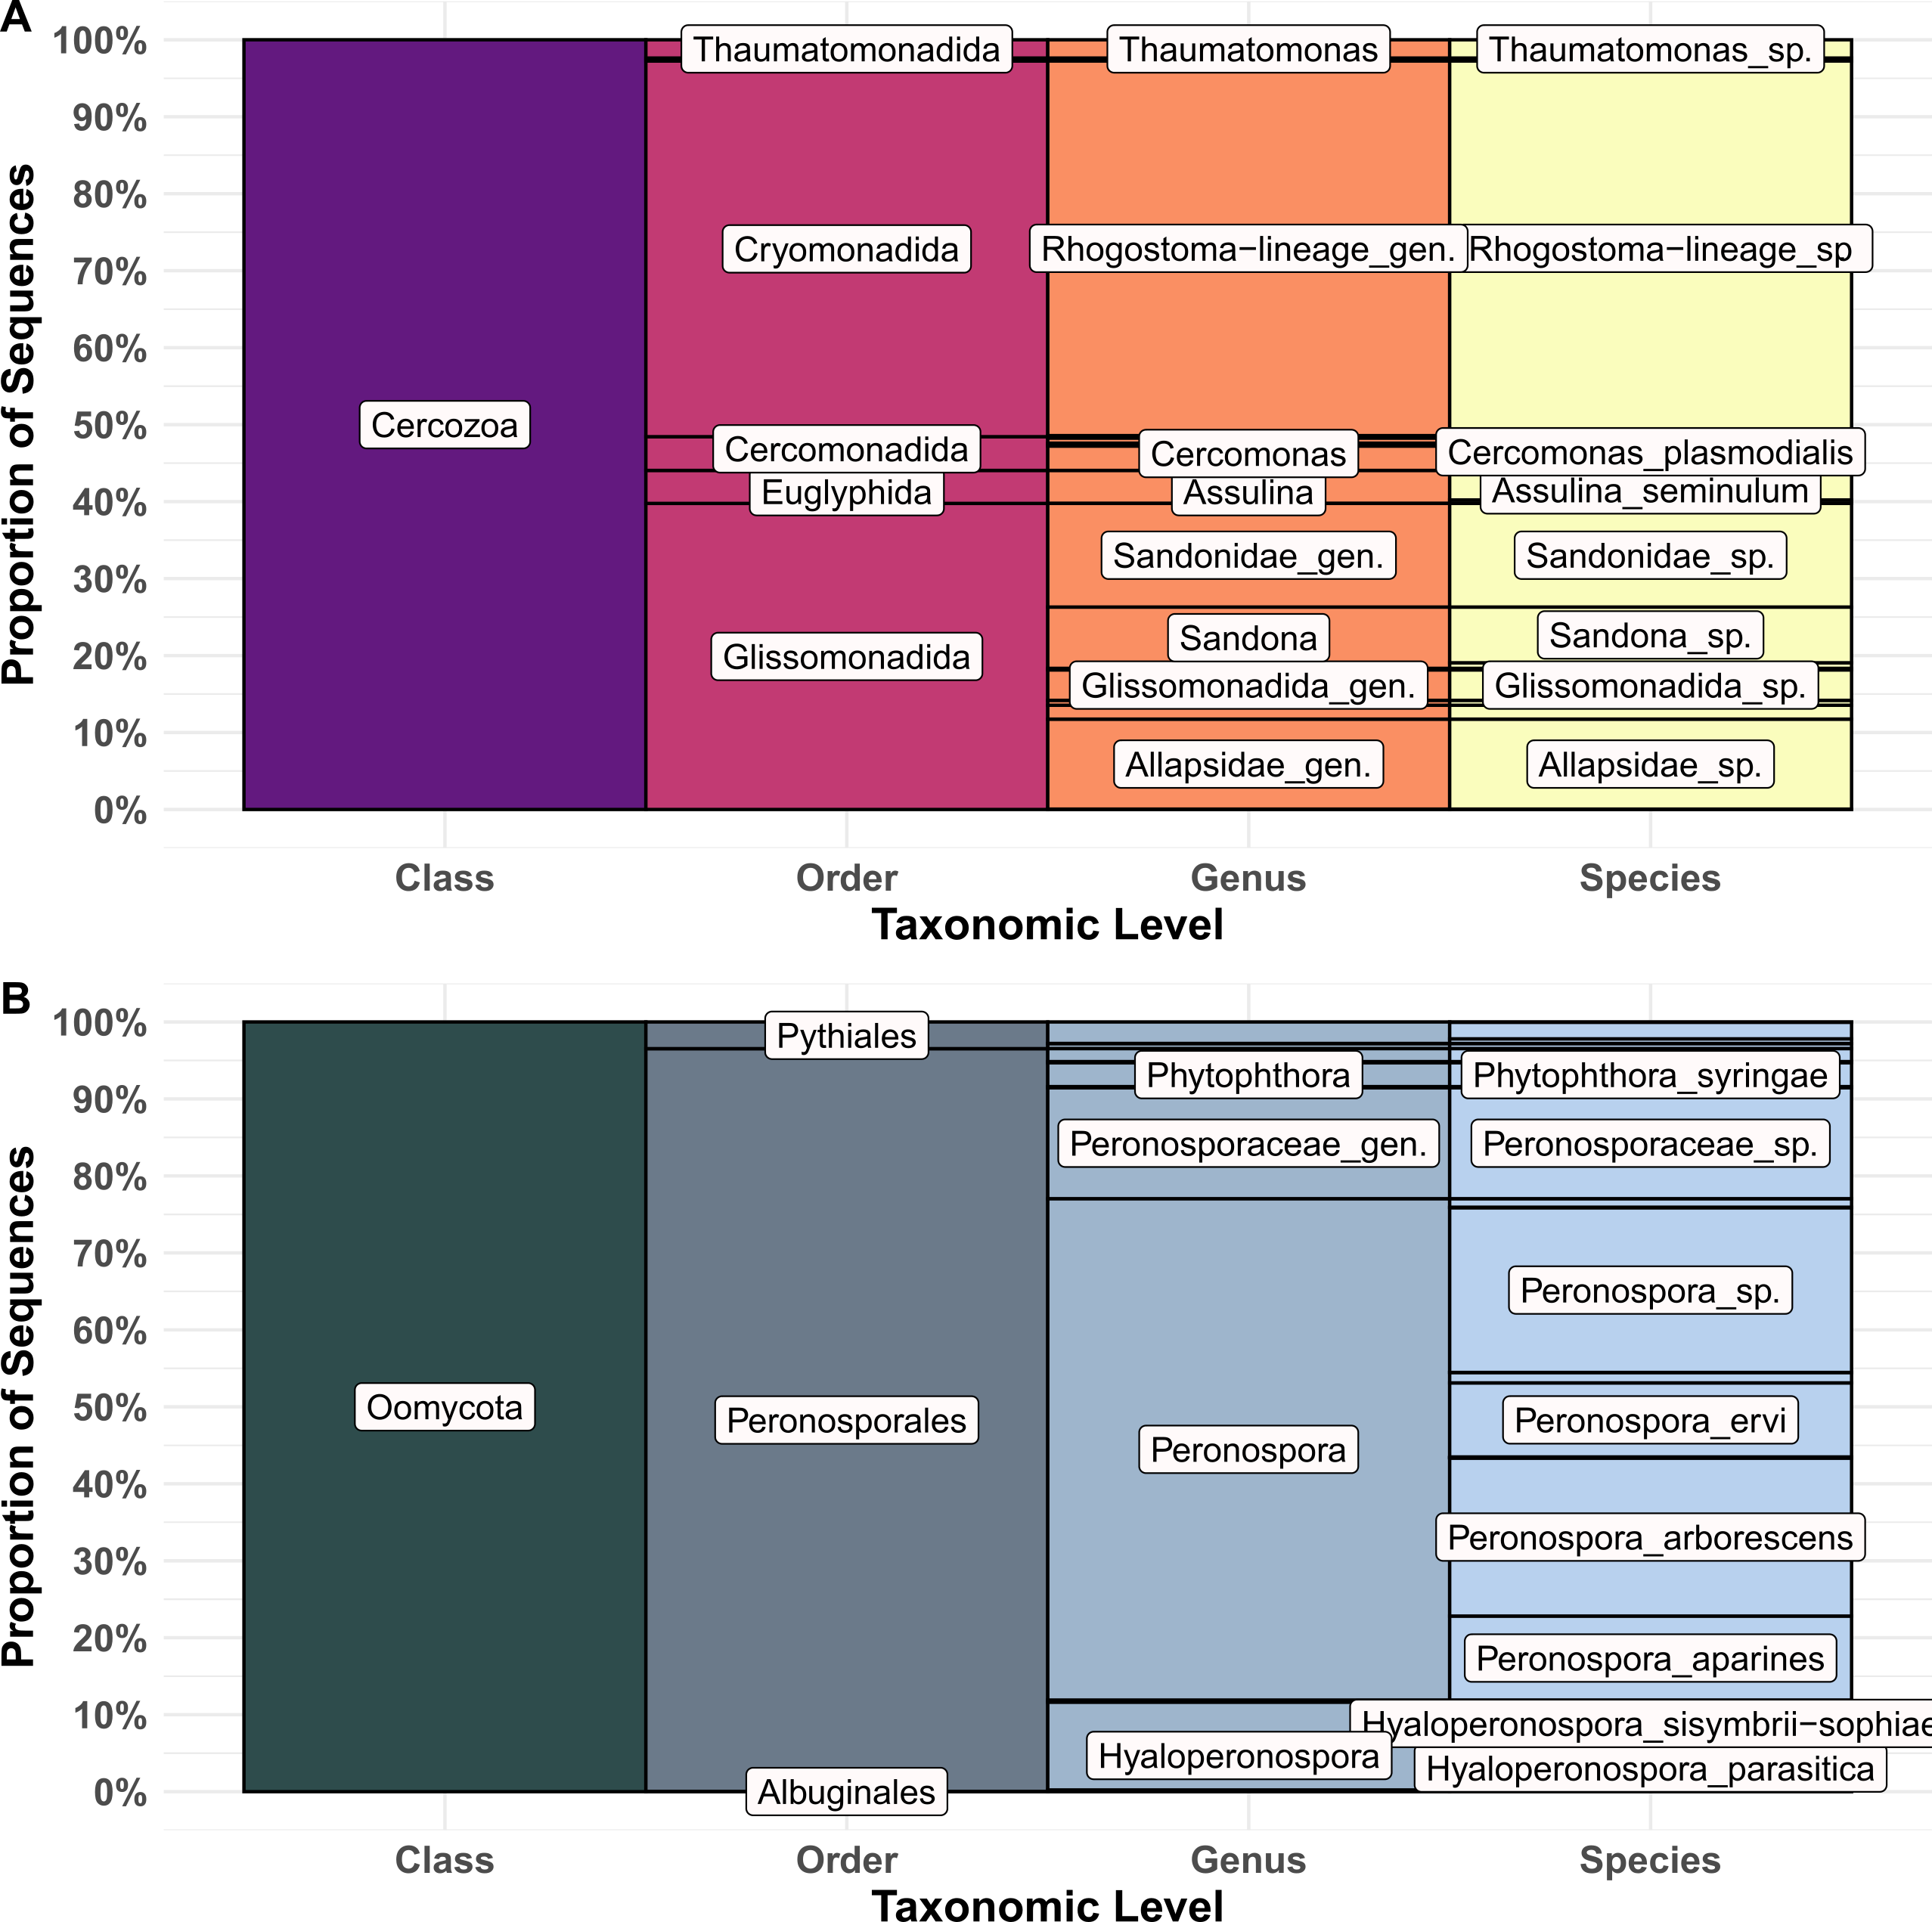 A
100%
90%
80%
70%
60%
50%
40%
30%
20%
10%
0%
Proportion of Sequences
Cercozoa
Thaumatomonadida
Cryomonadida
Cercomonadida
Euglyphida
Glissomonadida
Thaumatomonas
Rhogostoma−lineage_gen.
Cercomonas
Assulina
Sandonidae_gen.
Sandona
Glissomonadida_gen.
Allapsidae_gen.
Thaumatomonas_sp.
Rhogostoma−lineage_sp
Cercomonas_plasmodialis
Assulina_seminulum
Sandonidae_sp.
Sandona_sp.
Glissomonadida_sp.
Allapsidae_sp.
Class
Order
Genus
Species
Taxonomic Level
B
100%
90%
80%
70%
60%
50%
40%
30%
20%
10%
0%
Proportion of Sequences
Oomycota
Pythiales
Peronosporales
Albuginales
Phytophthora
Peronosporaceae_gen.
Peronospora
Hyaloperonospora
Phytophthora_syringae
Peronosporaceae_sp.
Peronospora_sp.
Peronospora_ervi
Peronospora_arborescens
Peronospora_aparines
Hyaloperonospora_sisymbrii−sophiae
Hyaloperonospora_parasitica
Class
Order
Genus
Species
Taxonomic Level